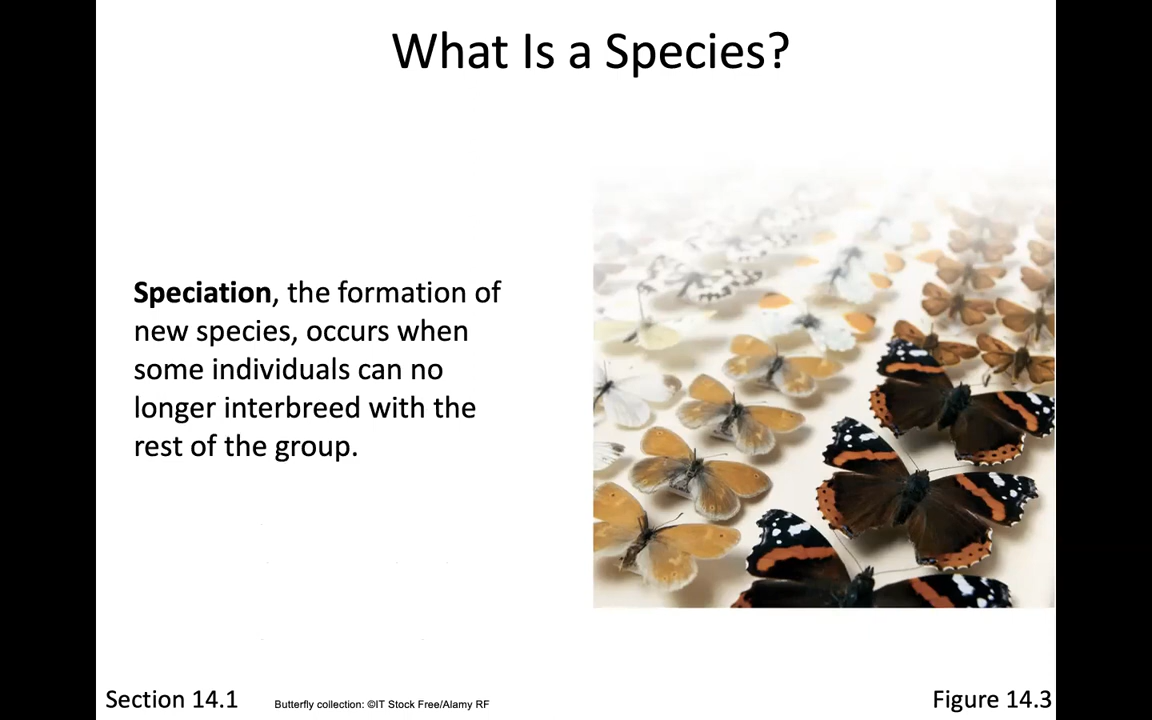 What Is a Species?
Speciation, the formation of
new species, occurs when
some individuals can no
longer interbreed with the
rest of the group.
Section 14.1
Butterfly collection: ©IT Stock Free/Alamy RF
Figure 14.3